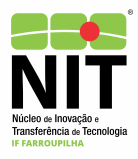 ®
NIT
Núcleo de Inovação e
Transferência de Tecnologia
IF FARROUPILHA